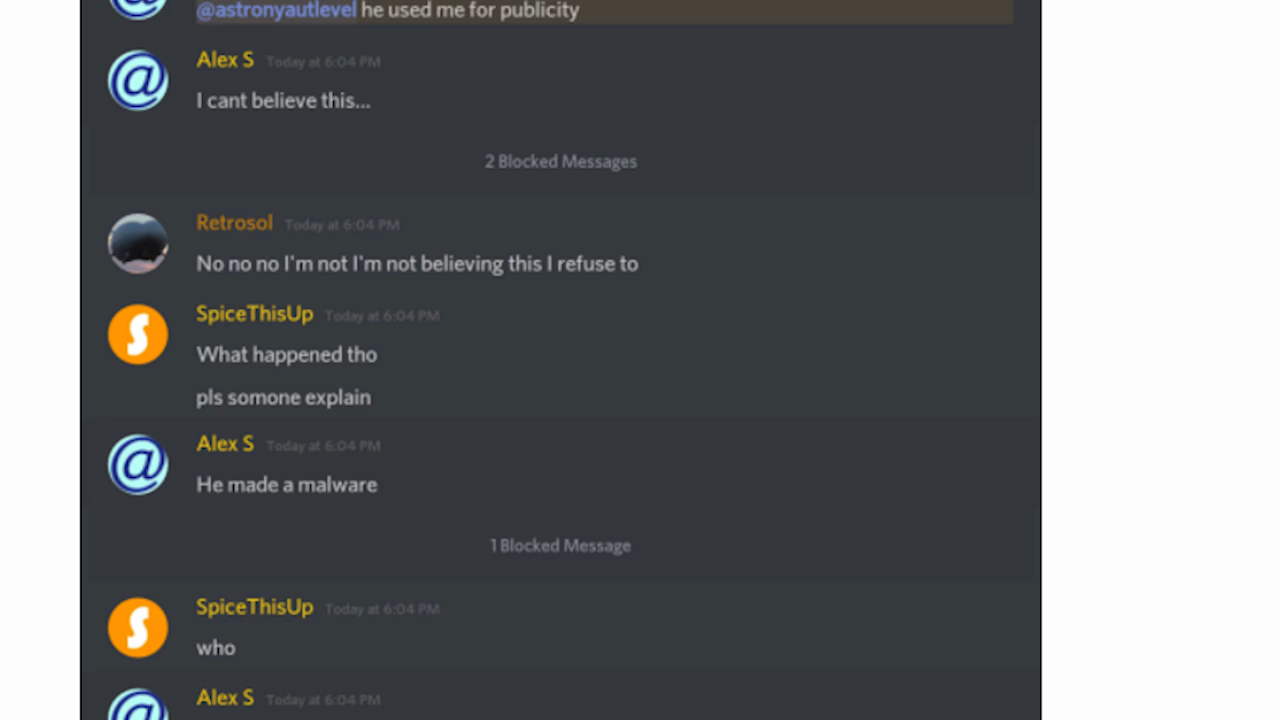 @astronyautlevel he used me for publicity
Alex S Today at 6:04 PM
I cant believe this...
2 Blocked Messages
Retrosol Today at 6:04 PM
No no no I'm not I'm not believing this I refuse to
SpiceThisUp Today at 6:04 PM
What happened tho
pls somone explain
Alex S Today at 6:04 PM
He made a malware
1 Blocked Message
SpiceThisUp Today at 6:04 PM
who
Alex S Today at 6:04 PM